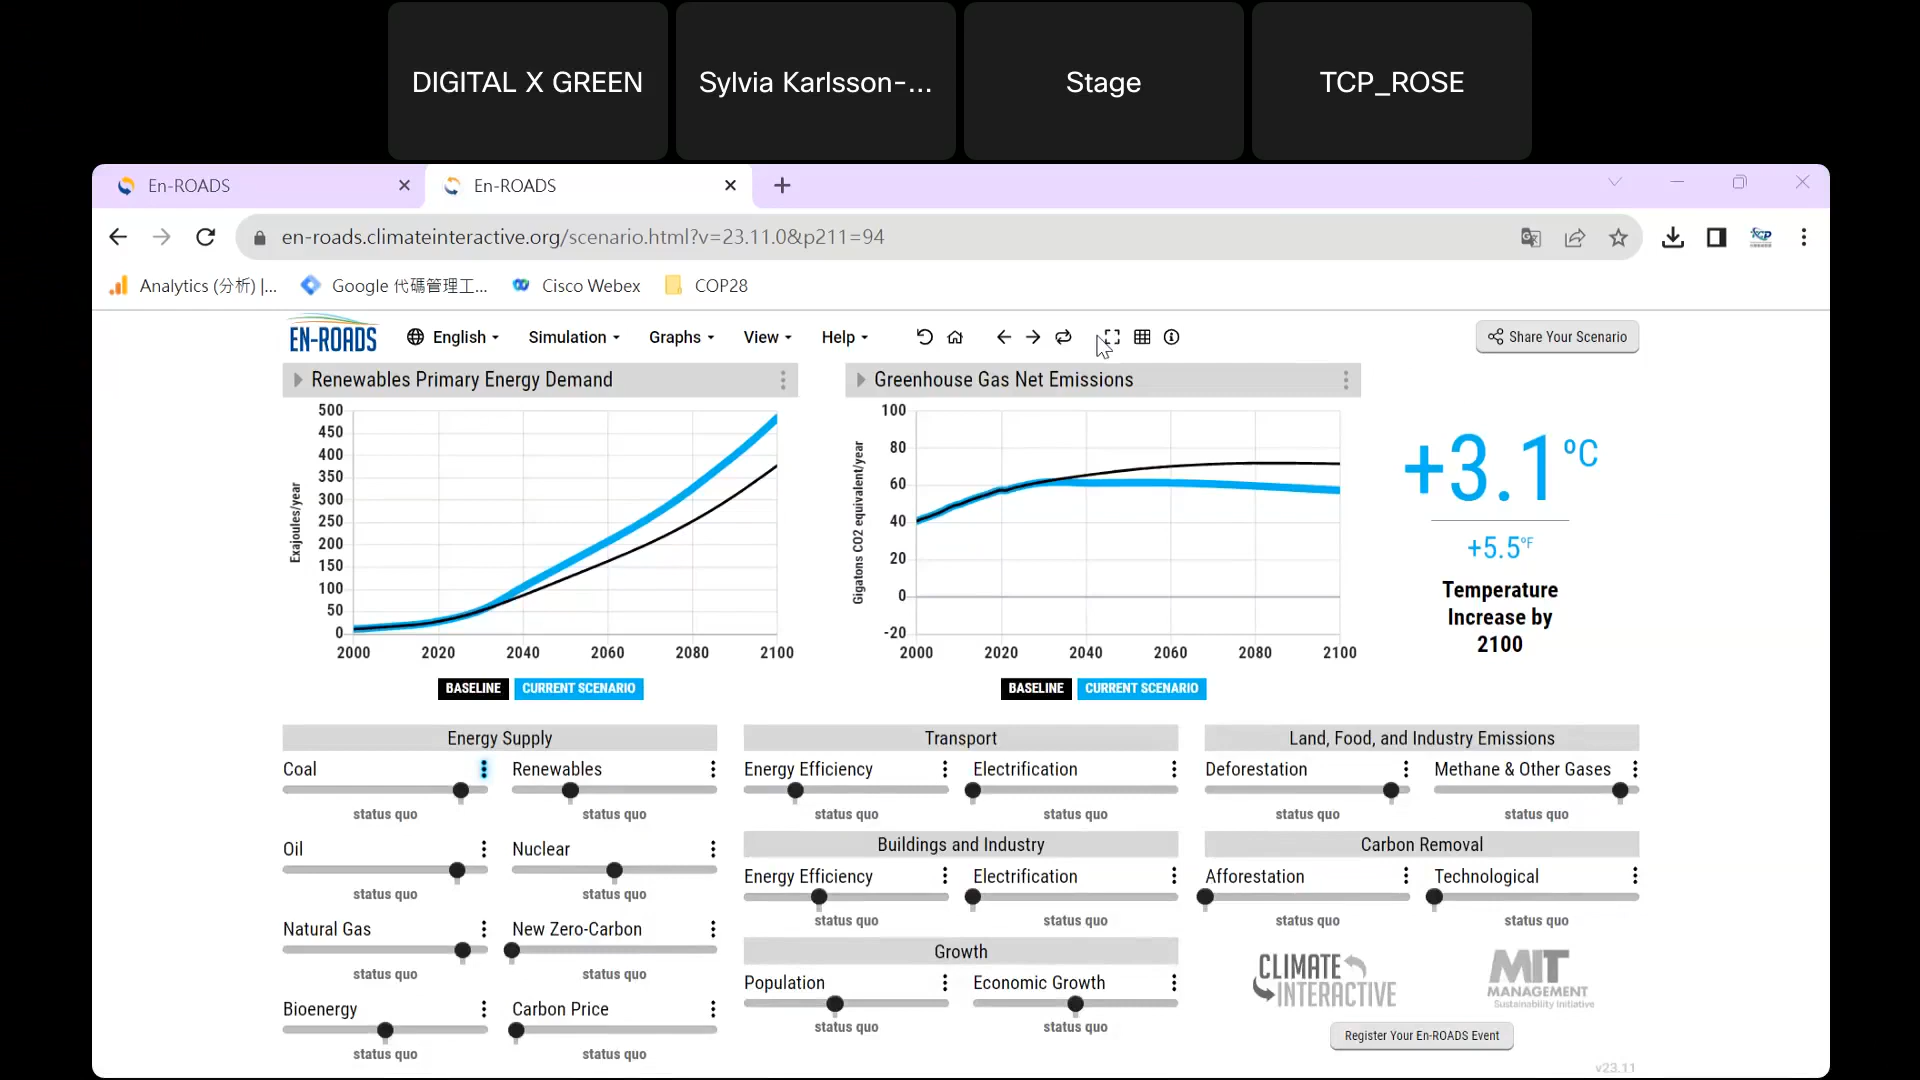 DIGITAL X GREEN
Sylvia Karlsson-...
Stage
TCP_ROSE
En-ROADS
En-ROADS
en-roads.climateinteractive.org/scenario.html?v=23.11.0&p211=94
Analytics (分析) |...
Google 代碼管理工...
Cisco Webex
COP28
EN-ROADS
English
Simulation
Graphs
View
Help
Share Your Scenario
Renewables Primary Energy Demand
Exajoules/year
500
450
400
350
300
250
200
150
100
50
0
2000 2020 2040 2060 2080 2100
BASELINE CURRENT SCENARIO
Greenhouse Gas Net Emissions
Gigatons CO2 equivalent/year
100
80
60
40
20
0
-20
2000 2020 2040 2060 2080 2100
BASELINE CURRENT SCENARIO
+3.1 °C
+5.5°F
Temperature
Increase by
2100
Energy Supply
Coal
status quo
Renewables
status quo
Oil
status quo
Nuclear
status quo
Natural Gas
status quo
New Zero-Carbon
status quo
Bioenergy
status quo
Carbon Price
status quo
Transport
Energy Efficiency
status quo
Electrification
status quo
Buildings and Industry
Energy Efficiency
status quo
Electrification
status quo
Growth
Population
status quo
Economic Growth
status quo
Land, Food, and Industry Emissions
Deforestation
status quo
Methane & Other Gases
status quo
Carbon Removal
Afforestation
status quo
Technological
status quo
CLIMATE
INTERACTIVE
MIT
MANAGEMENT
Sustainability Initiative
Register Your En-ROADS Event
v23.11